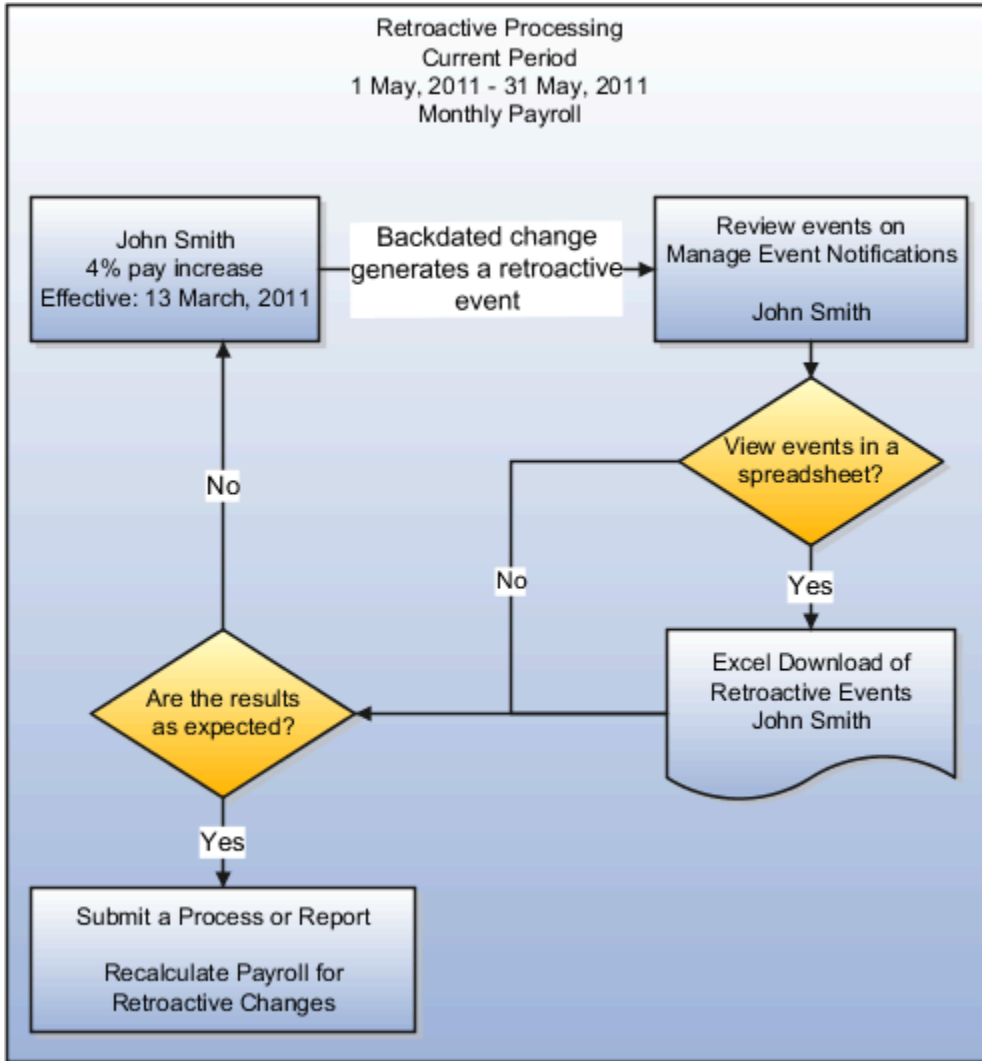 Retroactive Processing
Current Period
1 May, 2011 - 31 May, 2011
Monthly Payroll
John Smith
4% pay increase
Effective: 13 March, 2011
Backdated change
generates a retroactive
event
Review events on
Manage Event Notifications
John Smith
View events in a
spreadsheet?
No
No
Yes
Excel Download of
Retroactive Events
John Smith
Are the results
as expected?
Yes
Submit a Process or Report
Recalculate Payroll for
Retroactive Changes